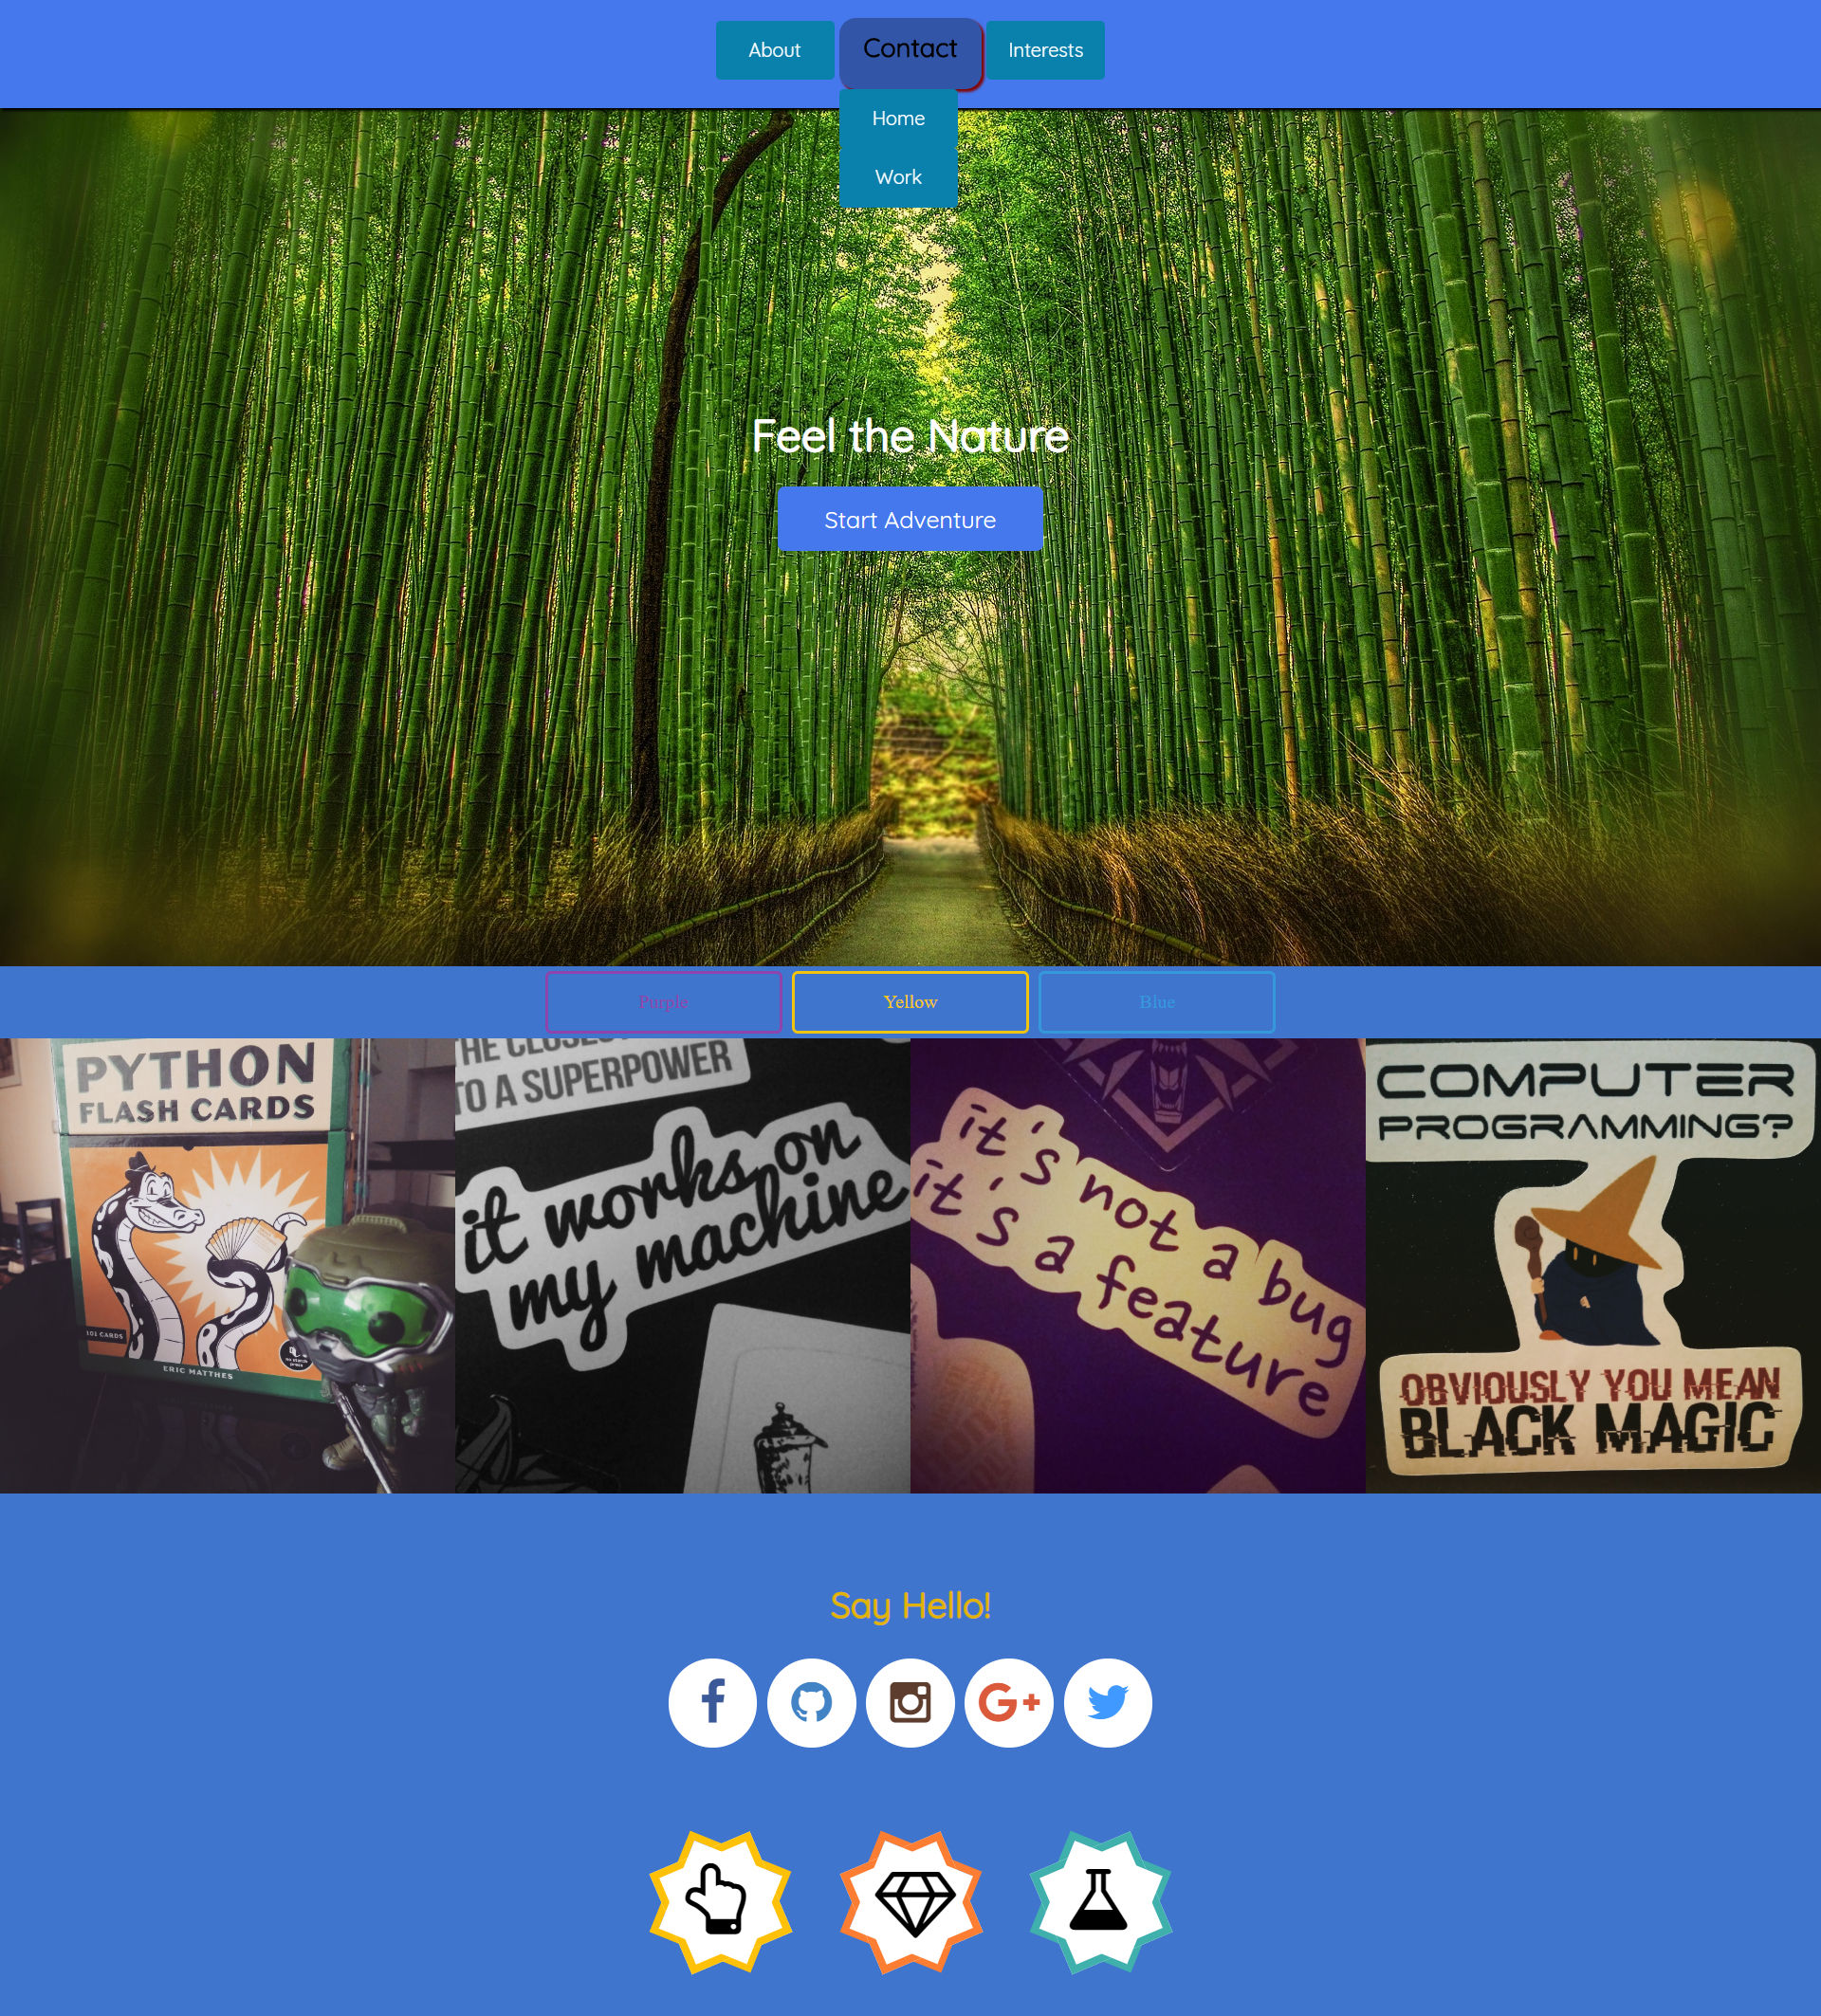 About
Contact
Interests
Home
Work
Feel the Nature
Start Adventure
Purple
Yellow
Blue
PYTHON
FLASH CARDS
101 CARDS
ERIC MATTHES
TO A SUPERPOWER
it works on
my machine
it's not a bug
it's a feature
COMPUTER
PROGRAMMING?
OBVIOUSLY YOU MEAN
BLACK MAGIC
Say Hello!